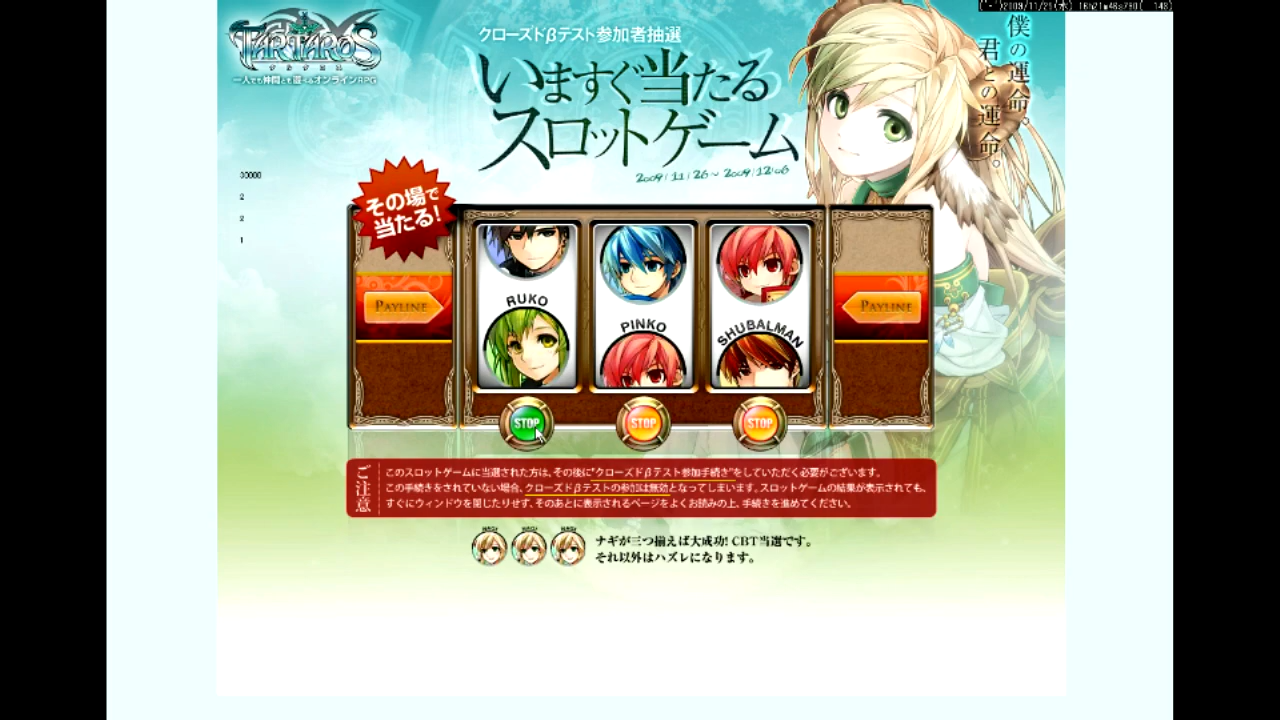 TARTAROS
タルタロス
一人でも仲間とも遊べるオンラインRPG
クローズドβテスト参加者抽選
いますぐ当たる
スロットゲーム
2009/11/26～2009/12/06
僕の運命。
君との運命。
30000
2
2
1
その場で
当たる!
PAYLINE
RUKO
PINKO
SHUBALMAN
PAYLINE
STOP
STOP
STOP
ご注意
このスロットゲームに当選された方は、その後に"クローズドβテスト参加手続き"をしていただく必要がございます。
この手続きをされていない場合、クローズドβテストの参加は無効となってしまいます。スロットゲームの結果が表示されても、
すぐにウィンドウを閉じたりせず、そのあとに表示されるページをよくお読みの上、手続きを進めてください。
ナギが三つ揃えば大成功! CBT当選です。
それ以外はハズレになります。